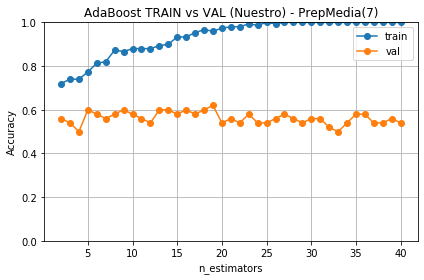 AdaBoost TRAIN vs VAL (Nuestro) - PrepMedia(7)
1.0
0.8
0.6
0.4
0.2
0.0
Accuracy
train
val
5 10 15 20 25 30 35 40
n_estimators